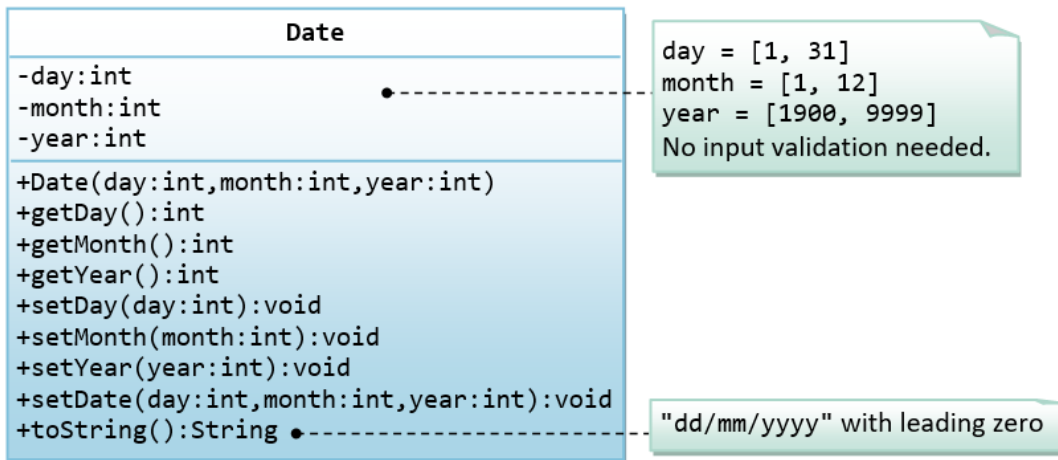 Date
-day:int
-month:int
-year:int
day = [1, 31]
month = [1, 12]
year = [1900, 9999]
No input validation needed.
+Date(day:int,month:int,year:int)
+getDay():int
+getMonth():int
+getYear():int
+setDay(day:int):void
+setMonth(month:int):void
+setYear(year:int):void
+setDate(day:int,month:int,year:int):void
+toString():String
"dd/mm/yyyy" with leading zero